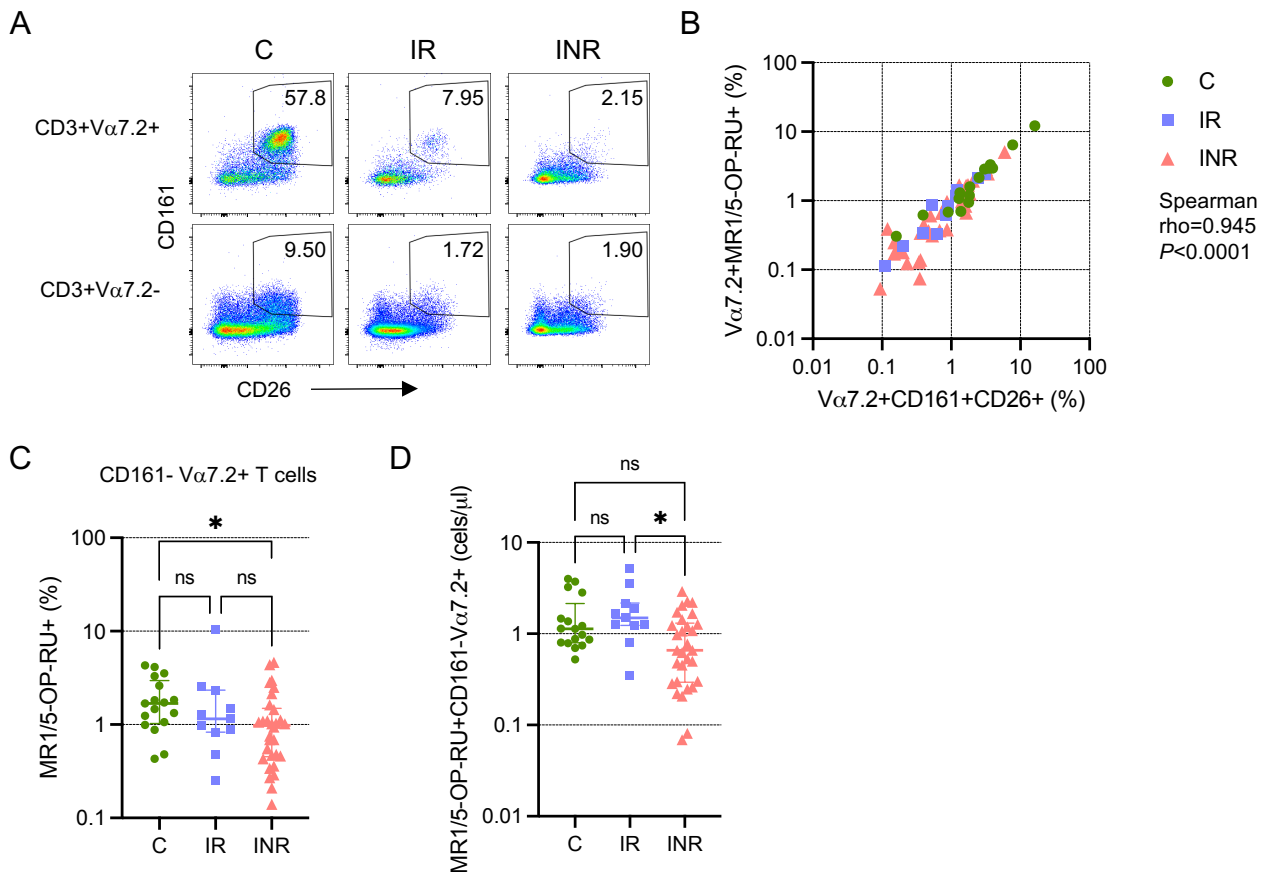 A
C
IR
INR
CD3+Vα7.2+
57.8
7.95
2.15
CD161
CD3+Vα7.2-
9.50
1.72
1.90
CD26
B
Vα7.2+MR1/5-OP-RU+ (%)
100
10
1
0.1
0.01
0.01
0.1
1
10
100
Vα7.2+CD161+CD26+ (%)
C
IR
INR
Spearman
rho=0.945
P<0.0001
C
CD161- Vα7.2+ T cells
MR1/5-OP-RU+ (%)
100
10
1
0.1
*
ns
ns
C
IR
INR
D
MR1/5-OP-RU+CD161-Vα7.2+ (cels/μl)
10
1
0.1
0.01
ns
ns
*
C
IR
INR